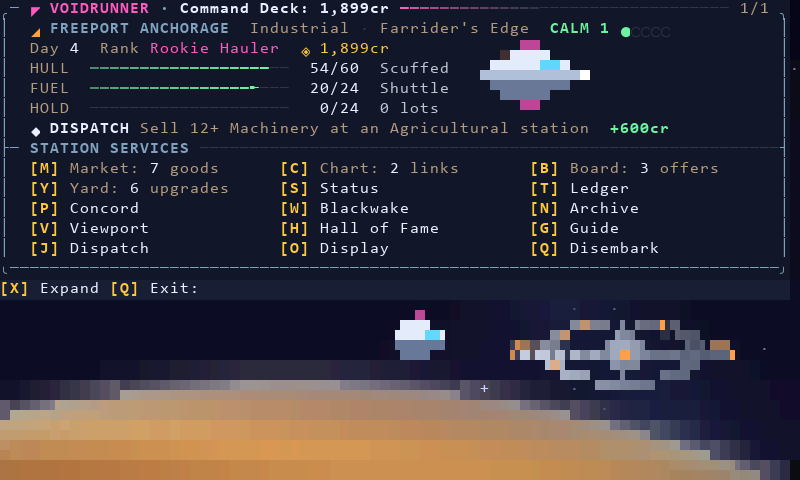 VOIDRUNNER · Command Deck: 1,899cr 1/1
FREEPORT ANCHORAGE Industrial · Farrider's Edge CALM 1
Day 4 Rank Rookie Hauler 1,899cr
HULL 54/60 Scuffed
FUEL 20/24 Shuttle
HOLD 0/24 0 lots
DISPATCH Sell 12+ Machinery at an Agricultural station +600cr
STATION SERVICES
[M] Market: 7 goods [C] Chart: 2 links [B] Board: 3 offers
[Y] Yard: 6 upgrades [S] Status [T] Ledger
[P] Concord [W] Blackwake [N] Archive
[V] Viewport [H] Hall of Fame [G] Guide
[J] Dispatch [O] Display [Q] Disembark
[X] Expand [Q] Exit: